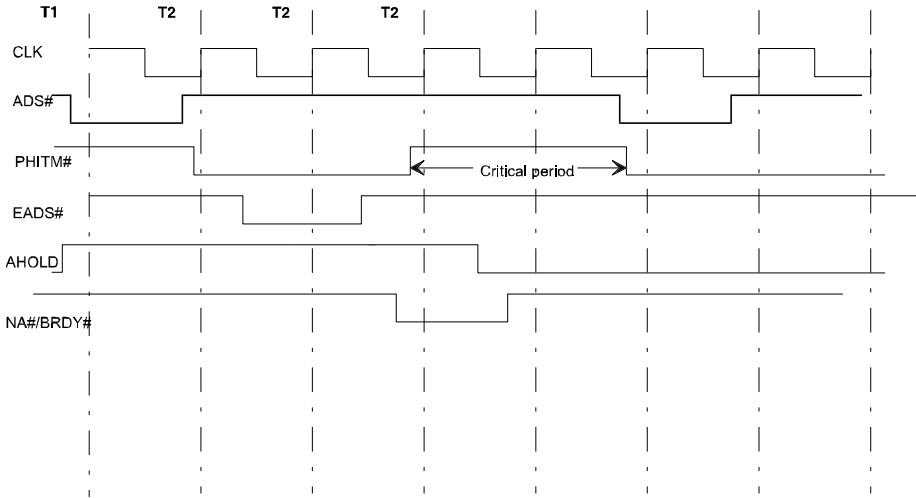 T1 T2 T2 T2
CLK
ADS#
PHITM#
Critical period
EADS#
AHOLD
NA#/BRDY#